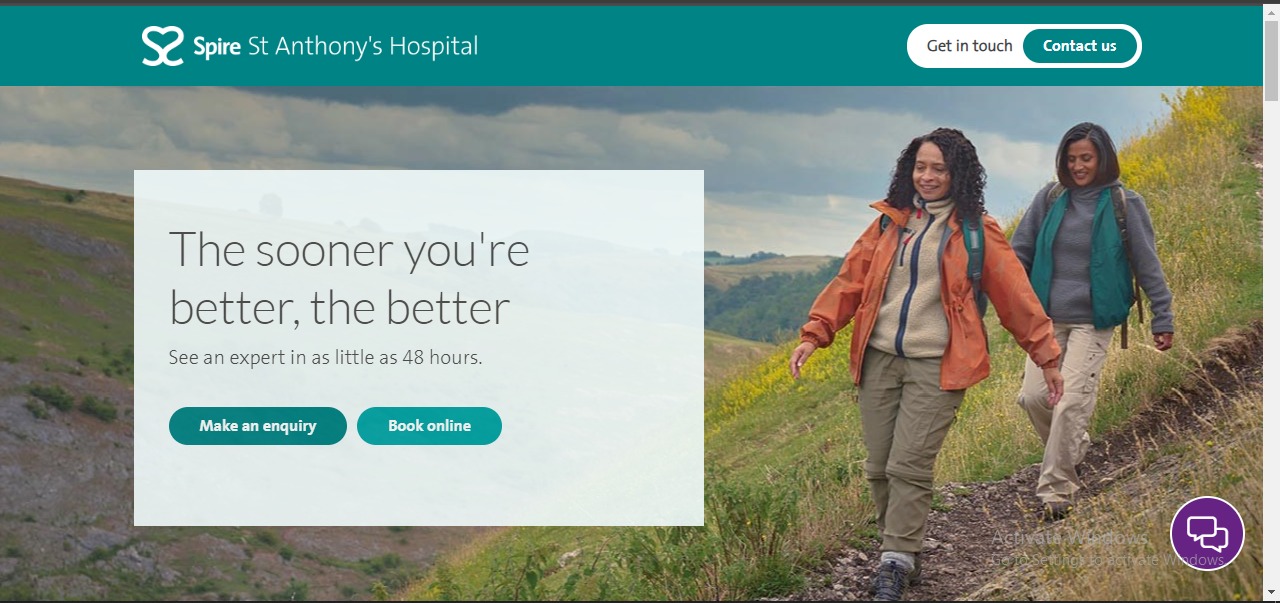 Spire St Anthony's Hospital
Get in touch Contact us
The sooner you're
better, the better
See an expert in as little as 48 hours.
Make an enquiry Book online
Activate Windows
Go to Settings to activate Windows.